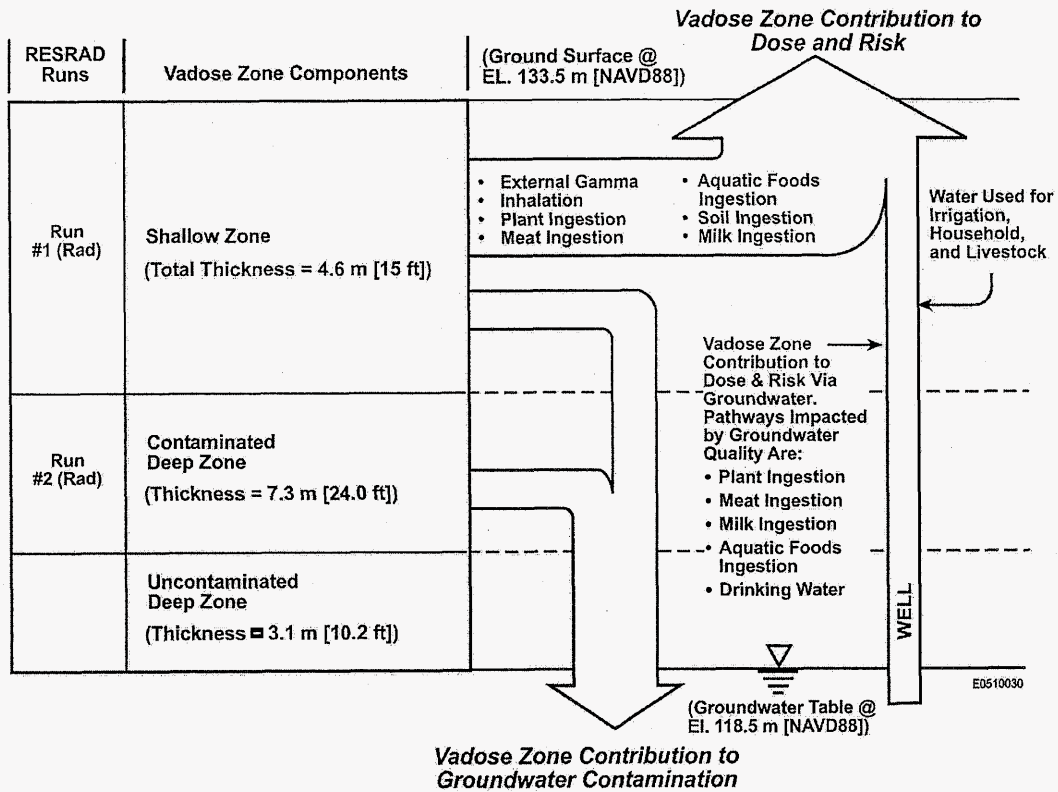 Vadose Zone Contribution to
Dose and Risk
RESRAD
Runs
Vadose Zone Components
(Ground Surface @
EL. 133.5 m [NAVD88])
Run
#1 (Rad)
Shallow Zone
(Total Thickness = 4.6 m [15 ft])
• External Gamma
• Inhalation
• Plant Ingestion
• Meat Ingestion
• Aquatic Foods
Ingestion
• Soil Ingestion
• Milk Ingestion
Water Used for
Irrigation,
Household,
and Livestock
Vadose Zone
Contribution to
Dose & Risk Via
Groundwater.
Pathways Impacted
by Groundwater
Quality Are:
• Plant Ingestion
• Meat Ingestion
• Milk Ingestion
• Aquatic Foods
Ingestion
• Drinking Water
Run
#2 (Rad)
Contaminated
Deep Zone
(Thickness = 7.3 m [24.0 ft])
Uncontaminated
Deep Zone
(Thickness = 3.1 m [10.2 ft])
WELL
E0510030
(Groundwater Table @
El. 118.5 m [NAVD88])
Vadose Zone Contribution to
Groundwater Contamination